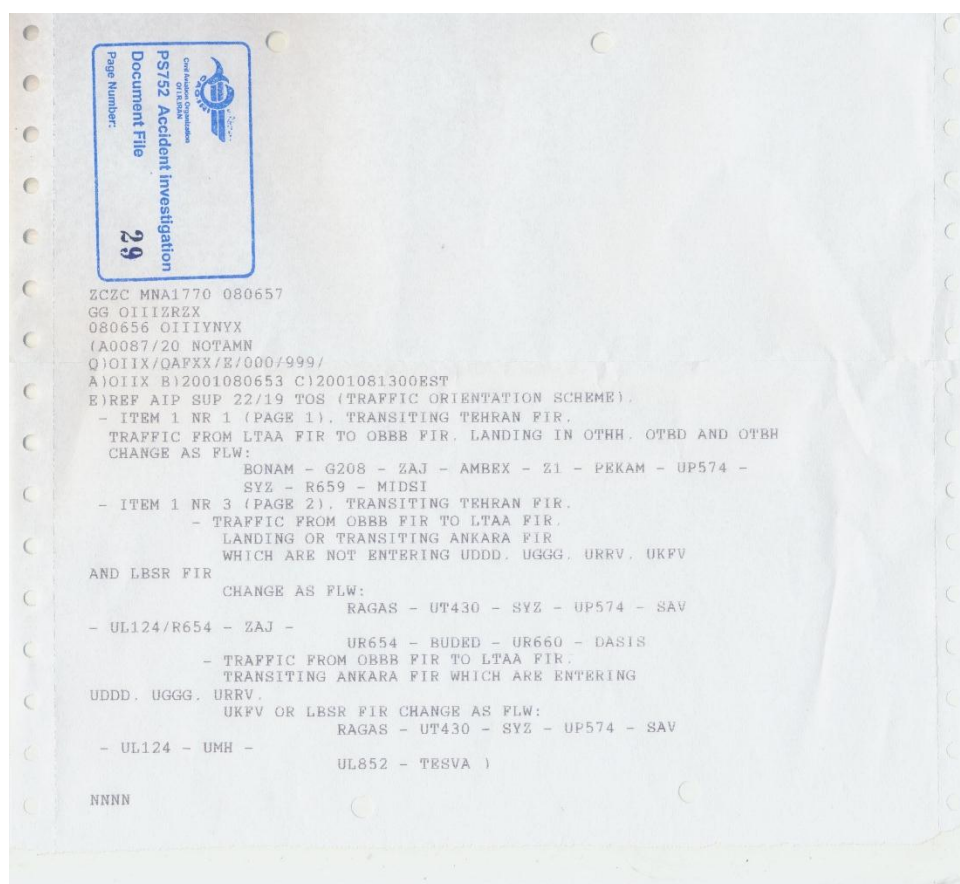 Civil Aviation Organization
Of I.R.IRAN
PS752 Accident investigation
Document File
Page Number: 29
ZCZC MNA1770 080657
GG OIIIZRZX
080656 OIIIYNYX
(A0087/20 NOTAMN
Q)OIIX/QAFXX/E/000/999/
A)OIIX B)2001080653 C)2001081300EST
E)REF AIP SUP 22/19 TOS (TRAFFIC ORIENTATION SCHEME).
- ITEM 1 NR 1 (PAGE 1). TRANSITING TEHRAN FIR.
TRAFFIC FROM LTAA FIR TO OBBB FIR. LANDING IN OTHH. OTBD AND OTBH
CHANGE AS FLW:
BONAM - G208 - ZAJ - AMBEX - Z1 - PEKAM - UP574 -
SYZ - R659 - MIDSI
- ITEM 1 NR 3 (PAGE 2). TRANSITING TEHRAN FIR.
- TRAFFIC FROM OBBB FIR TO LTAA FIR.
LANDING OR TRANSITING ANKARA FIR
WHICH ARE NOT ENTERING UDDD. UGGG. URRV. UKFV
AND LBSR FIR
CHANGE AS FLW:
RAGAS - UT430 - SYZ - UP574 - SAV
- UL124/R654 - ZAJ -
UR654 - BUDED - UR660 - DASIS
- TRAFFIC FROM OBBB FIR TO LTAA FIR.
TRANSITING ANKARA FIR WHICH ARE ENTERING
UDDD. UGGG. URRV.
UKFV OR LBSR FIR CHANGE AS FLW:
RAGAS - UT430 - SYZ - UP574 - SAV
- UL124 - UMH -
UL852 - TESVA )
NNNN